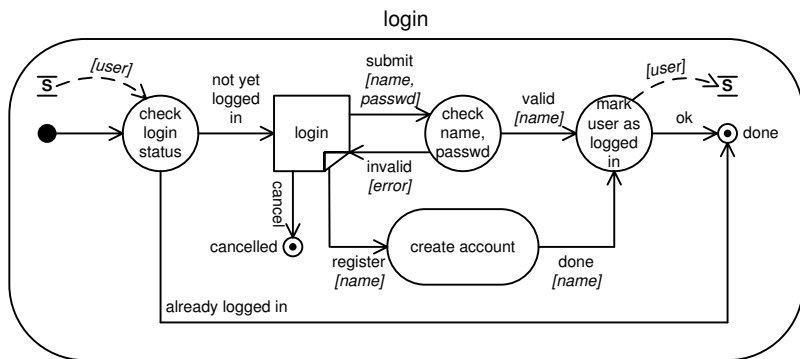 login
S
[user]
check
login
status
not yet
logged
in
login
submit
[name,
passwd]
check
name,
passwd
invalid
[error]
valid
[name]
mark
user as
logged
in
[user]
S
ok
done
cancel
cancelled
register
[name]
create account
done
[name]
already logged in